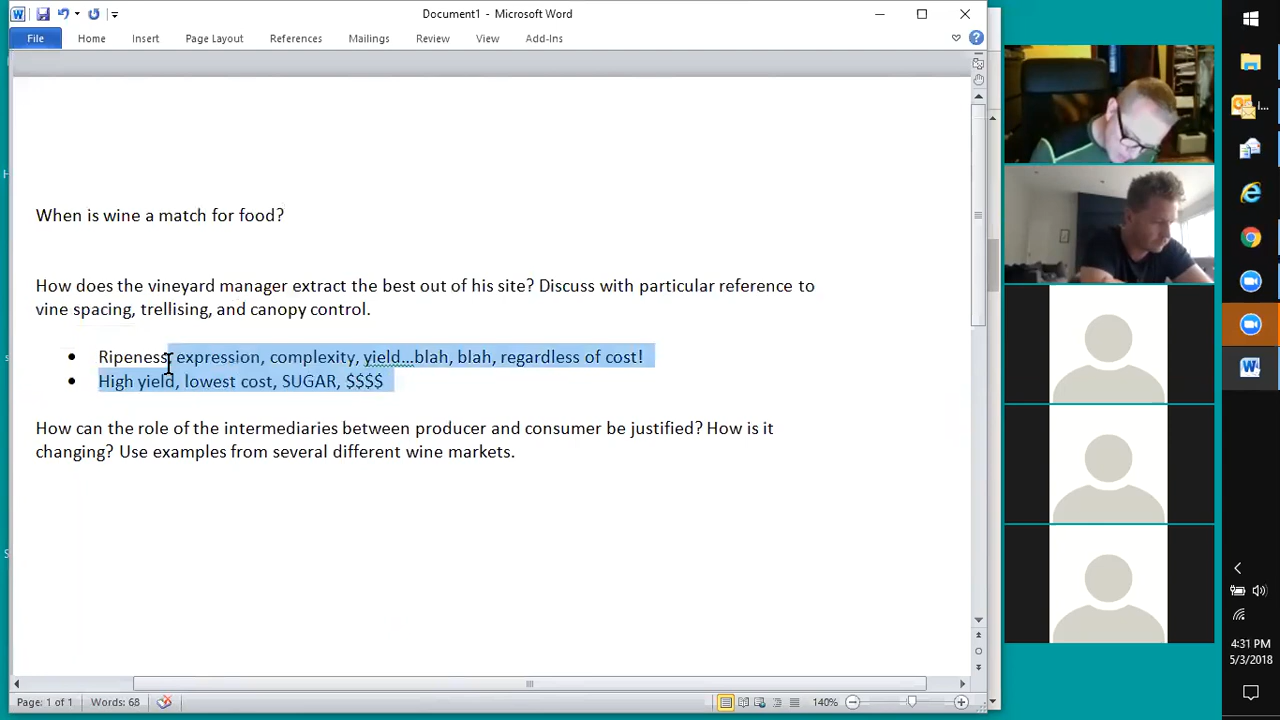 Document1 - Microsoft Word
File Home Insert Page Layout References Mailings Review View Add-Ins
When is wine a match for food?
How does the vineyard manager extract the best out of his site? Discuss with particular reference to
vine spacing, trellising, and canopy control.
Ripeness, expression, complexity, yield...blah, blah, regardless of cost!
High yield, lowest cost, SUGAR, $$$$
How can the role of the intermediaries between producer and consumer be justified? How is it
changing? Use examples from several different wine markets.
Page: 1 of 1 Words: 68 140%
4:31 PM
5/3/2018